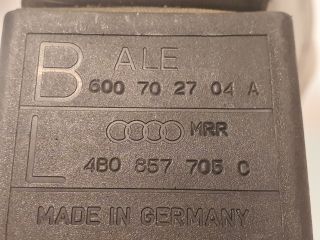 B ALE
600 70 27 04 A
L MRR
4B0 857 705 C
MADE IN GERMANY